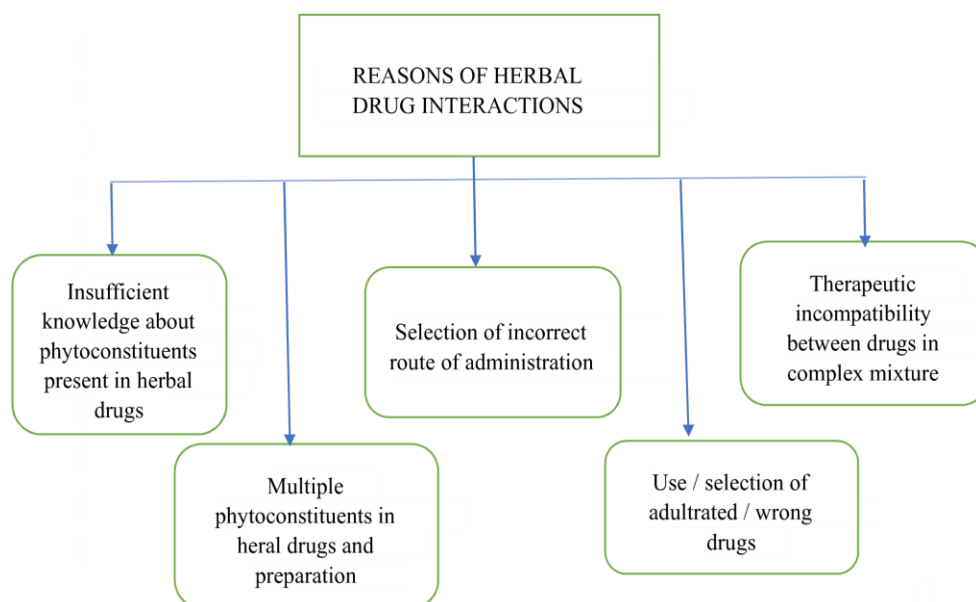 REASONS OF HERBAL
DRUG INTERACTIONS
Insufficient
knowledge about
phytoconstituents
present in herbal
drugs
Multiple
phytoconstituents in
heral drugs and
preparation
Selection of incorrect
route of administration
Use / selection of
adultrated / wrong
drugs
Therapeutic
incompatibility
between drugs in
complex mixture